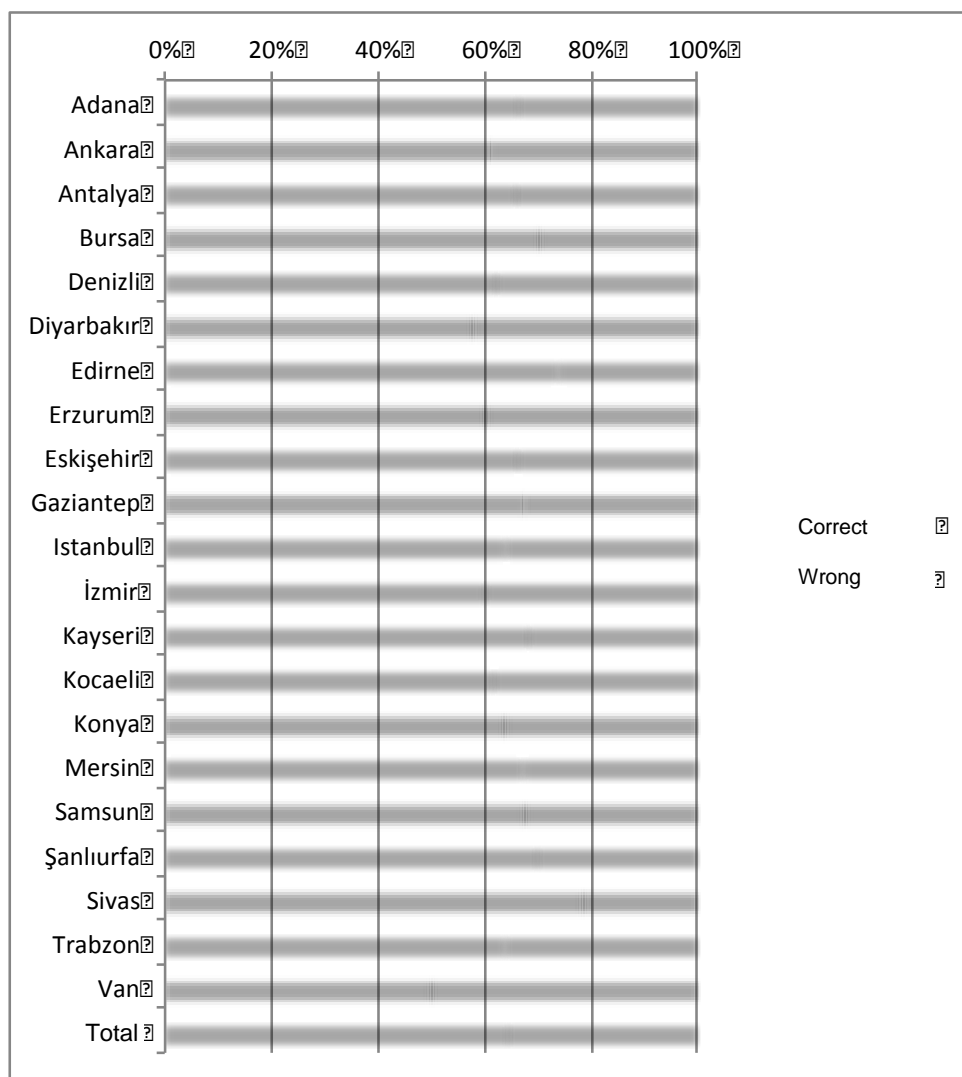 0%⍰ 20%⍰ 40%⍰ 60%⍰ 80%⍰ 100%⍰
Adana⍰
Ankara⍰
Antalya⍰
Bursa⍰
Denizli⍰
Diyarbakır⍰
Edirne⍰
Erzurum⍰
Eskişehir⍰
Gaziantep⍰
Istanbul⍰
İzmir⍰
Kayseri⍰
Kocaeli⍰
Konya⍰
Mersin⍰
Samsun⍰
Şanlıurfa⍰
Sivas⍰
Trabzon⍰
Van⍰
Total ⍰
Correct ⍰
Wrong ⍰